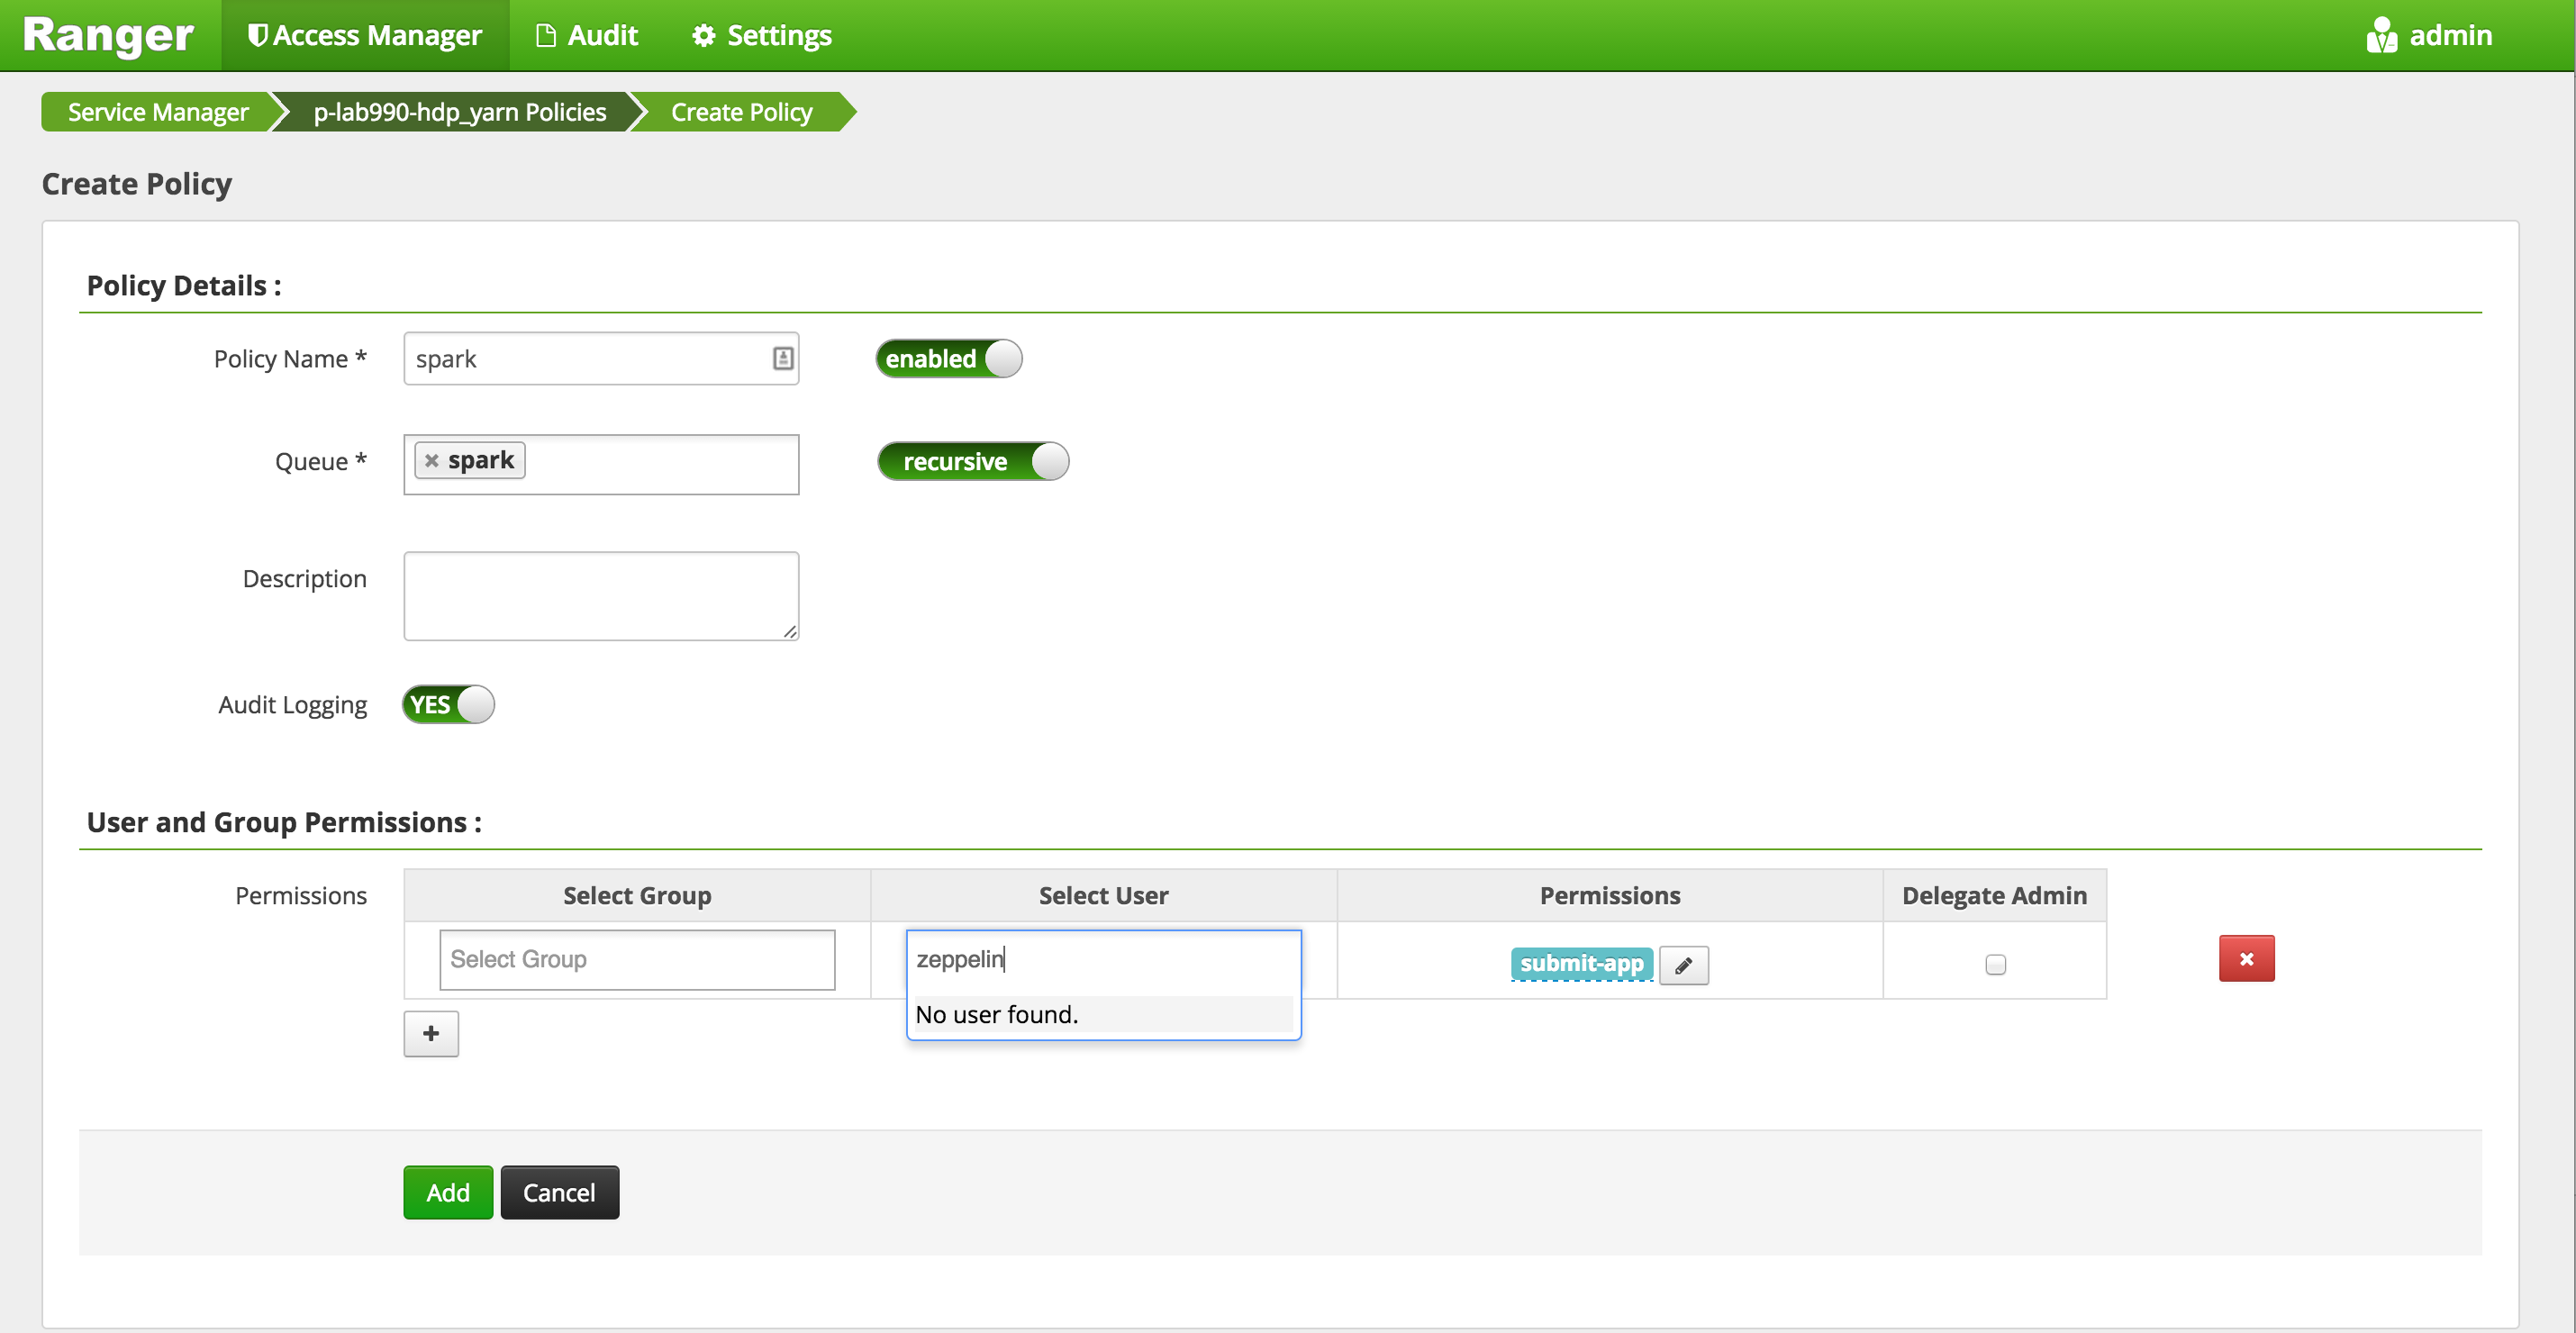 Ranger Access Manager Audit Settings admin
Service Manager p-lab990-hdp_yarn Policies Create Policy
Create Policy
Policy Details :
Policy Name * spark enabled
Queue * × spark recursive
Description
Audit Logging YES
User and Group Permissions :
Permissions Select Group Select User Permissions Delegate Admin
Select Group zeppelin submit-app
No user found.
+
Add Cancel